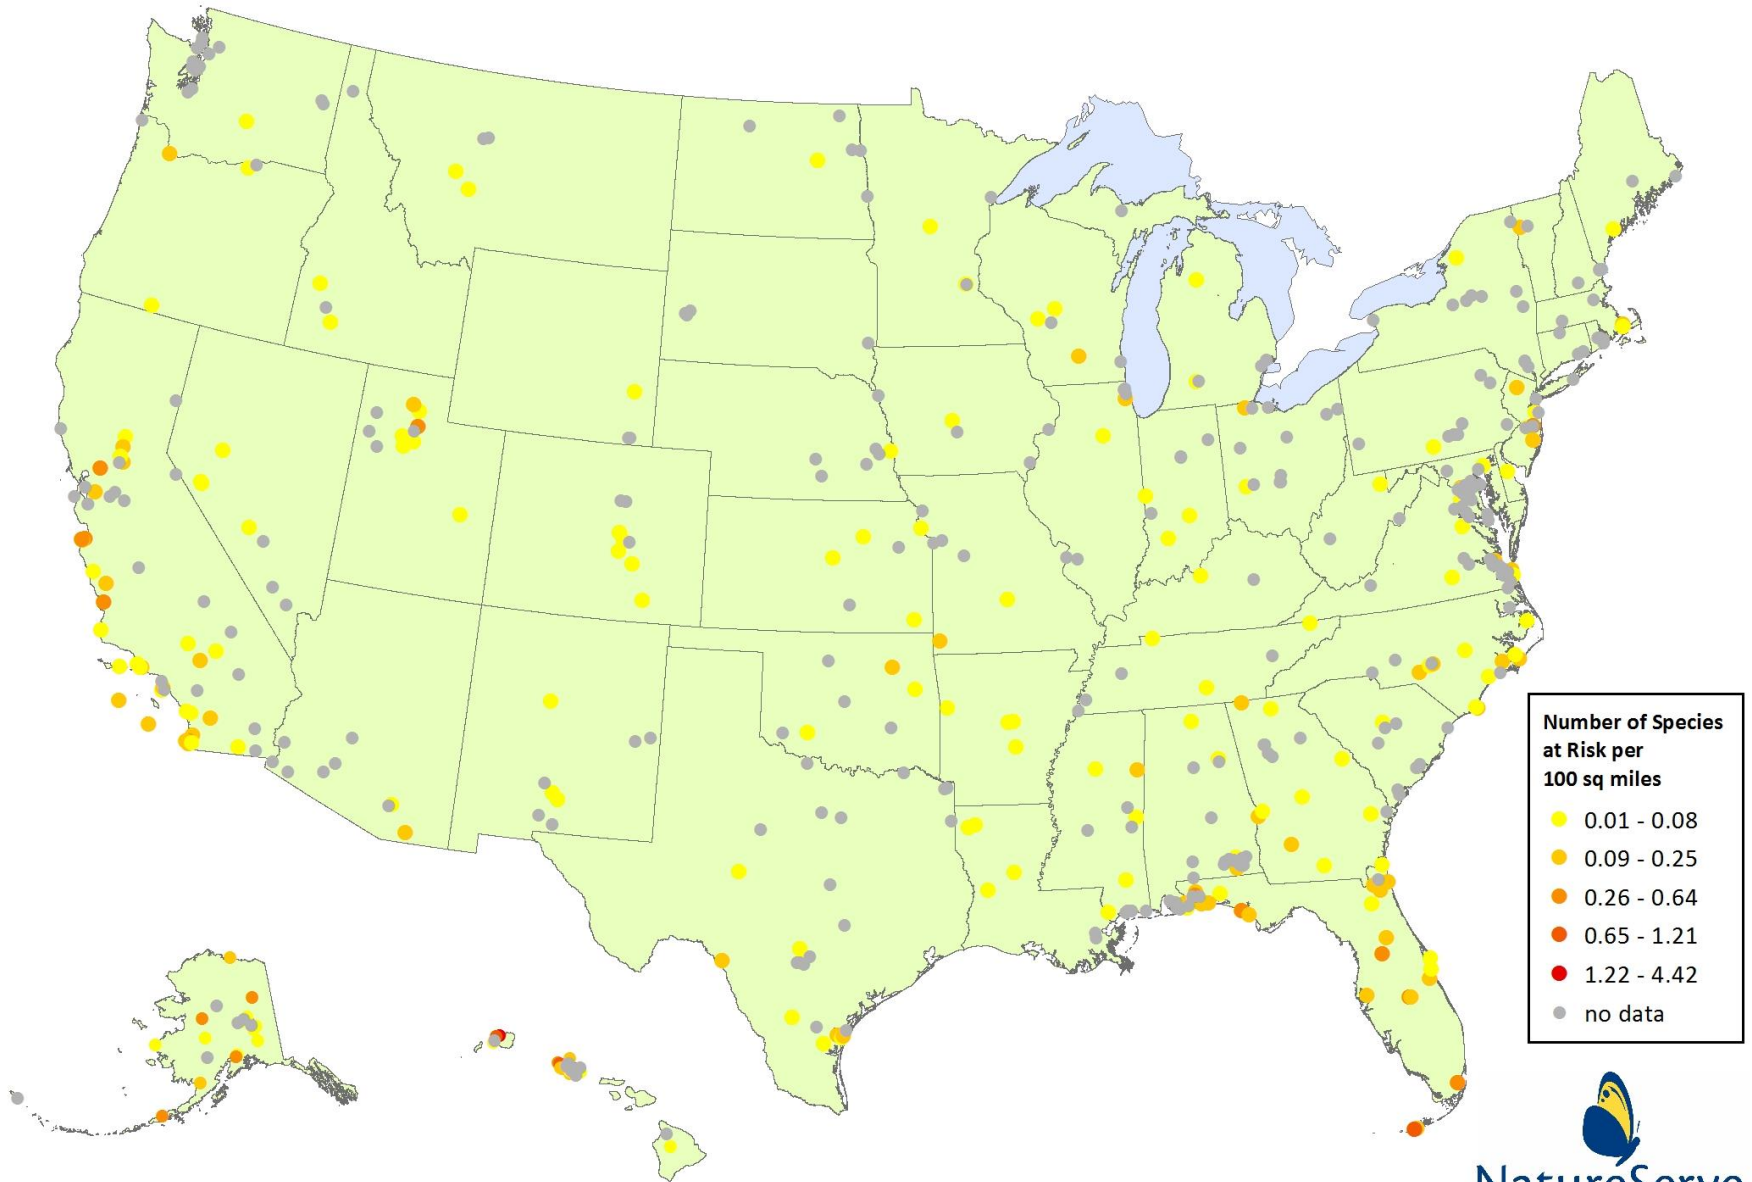 Number of Species
at Risk per
100 sq miles
0.01 - 0.08
0.09 - 0.25
0.26 - 0.64
0.65 - 1.21
1.22 - 4.42
no data
NatureServe